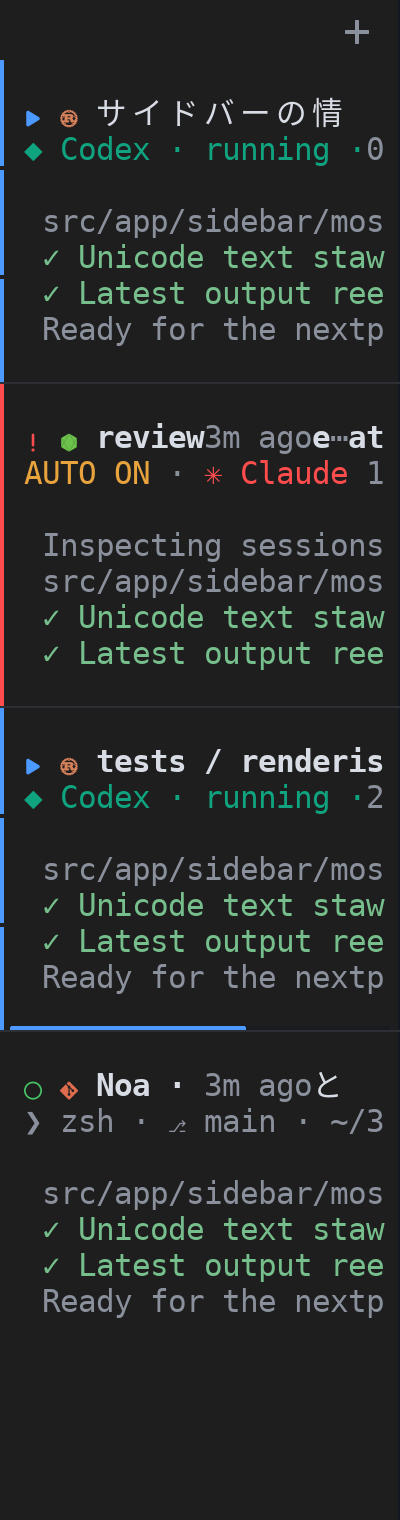 +
サイドバーの情
◆ Codex · running ·0
src/app/sidebar/mos
✓ Unicode text staw
✓ Latest output ree
Ready for the nextp
! review3m agoe⋯at
AUTO ON · ✳ Claude 1
Inspecting sessions
src/app/sidebar/mos
✓ Unicode text staw
✓ Latest output ree
tests / renderis
◆ Codex · running ·2
src/app/sidebar/mos
✓ Unicode text staw
✓ Latest output ree
Ready for the nextp
Noa · 3m agoと
❯ zsh · ⎇ main · ~/3
src/app/sidebar/mos
✓ Unicode text staw
✓ Latest output ree
Ready for the nextp